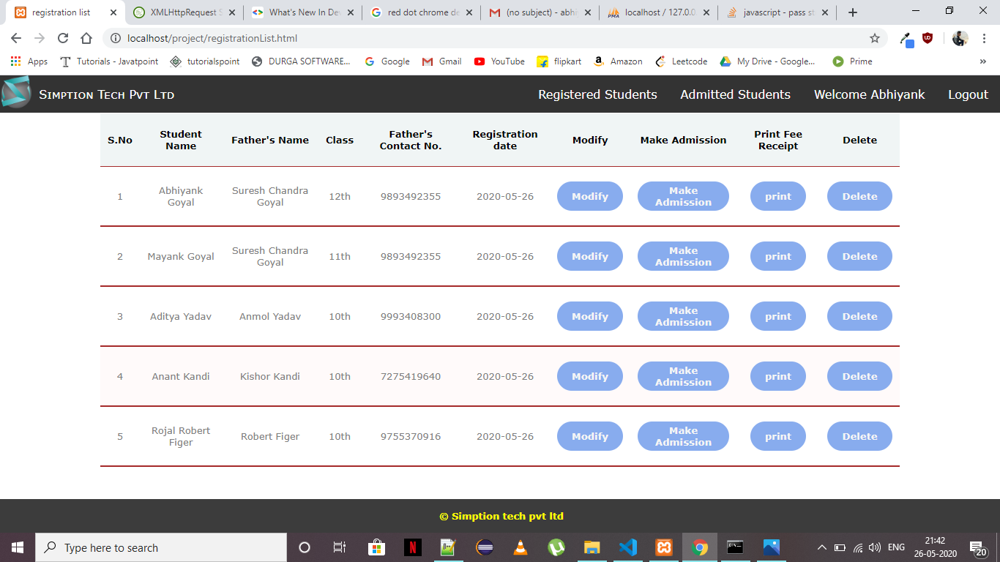 registration list
XMLHttpRequest S
What's New In Dev
red dot chrome de
(no subject) - abhi
localhost / 127.0.0
javascript - pass st
localhost/project/registrationList.html
Apps
Tutorials - Javatpoint
tutorialspoint
DURGA SOFTWARE...
Google
Gmail
YouTube
flipkart
Amazon
Leetcode
My Drive - Google...
Prime
Simption Tech Pvt Ltd
Registered Students
Admitted Students
Welcome Abhiyank
Logout
S.No
Student
Name
Father's Name
Class
Father's
Contact No.
Registration
date
Modify
Make Admission
Print Fee
Receipt
Delete
1
Abhiyank
Goyal
Suresh Chandra
Goyal
12th
9893492355
2020-05-26
Modify
Make
Admission
print
Delete
2
Mayank Goyal
Suresh Chandra
Goyal
11th
9893492355
2020-05-26
Modify
Make
Admission
print
Delete
3
Aditya Yadav
Anmol Yadav
10th
9993408300
2020-05-26
Modify
Make
Admission
print
Delete
4
Anant Kandi
Kishor Kandi
10th
7275419640
2020-05-26
Modify
Make
Admission
print
Delete
5
Rojal Robert
Figer
Robert Figer
10th
9755370916
2020-05-26
Modify
Make
Admission
print
Delete
© Simption tech pvt ltd
Type here to search
ENG
21:42
26-05-2020
20